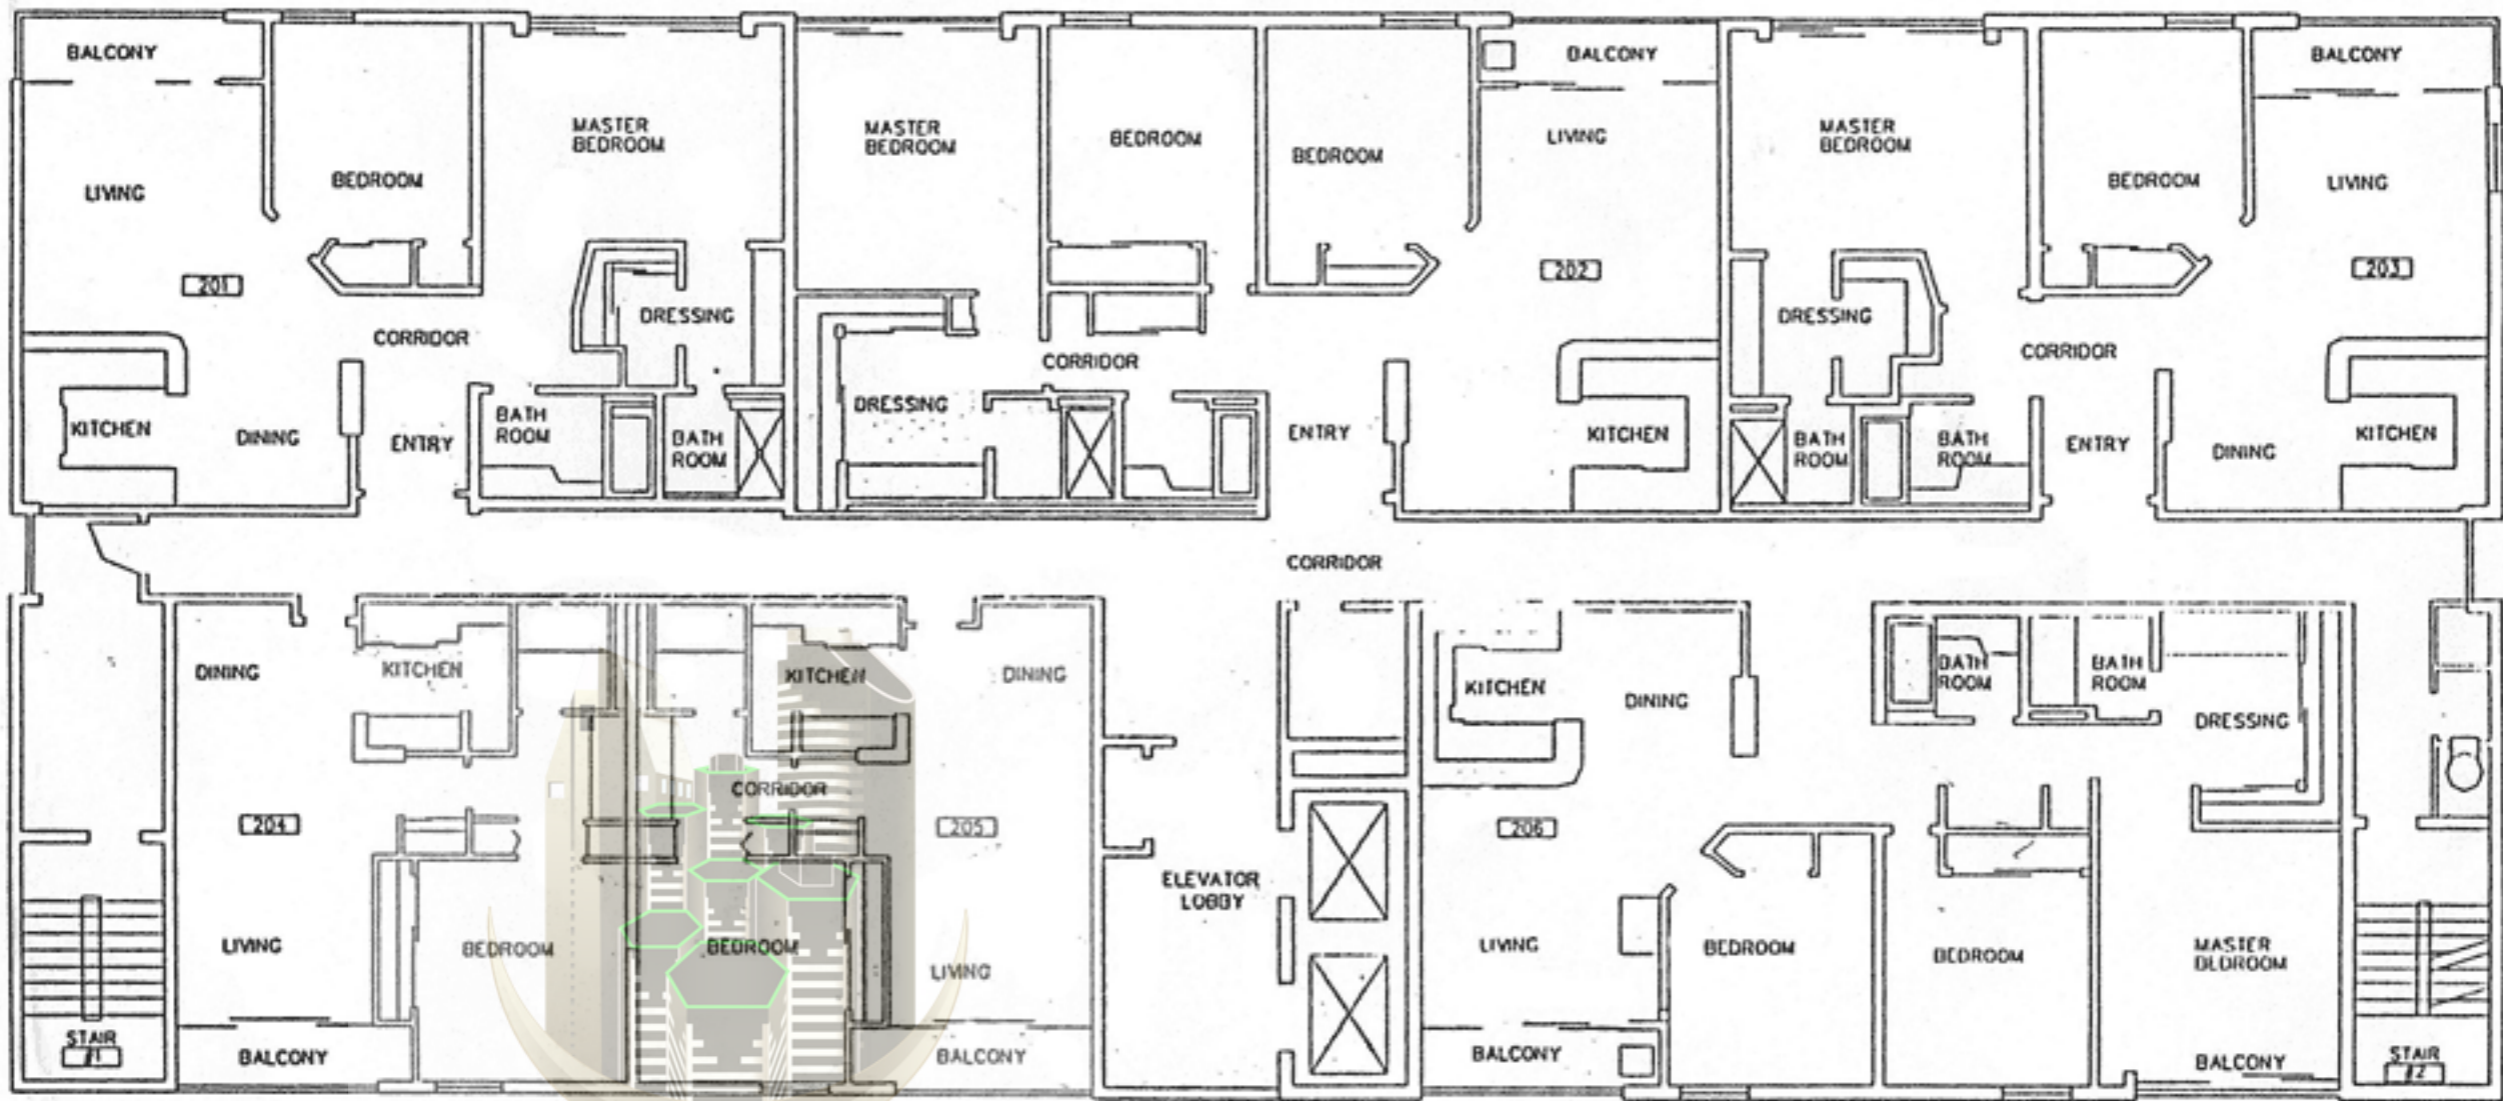 BALCONY
LIVING
BEDROOM
MASTER
BEDROOM
201
DRESSING
CORRIDOR
KITCHEN
DINING
ENTRY
BATH
ROOM
BATH
ROOM
MASTER
BEDROOM
BEDROOM
BEDROOM
BALCONY
LIVING
202
CORRIDOR
DRESSING
ENTRY
KITCHEN
MASTER
BEDROOM
BEDROOM
BALCONY
LIVING
203
DRESSING
CORRIDOR
BATH
ROOM
BATH
ROOM
ENTRY
DINING
KITCHEN
CORRIDOR
DINING
KITCHEN
204
LIVING
BEDROOM
BALCONY
STAIR
#1
KITCHEN
DINING
CORRIDOR
205
BEDROOM
LIVING
BALCONY
ELEVATOR
LOBBY
KITCHEN
DINING
206
LIVING
BEDROOM
BALCONY
BATH
ROOM
BATH
ROOM
DRESSING
BEDROOM
MASTER
BEDROOM
BALCONY
STAIR
#2